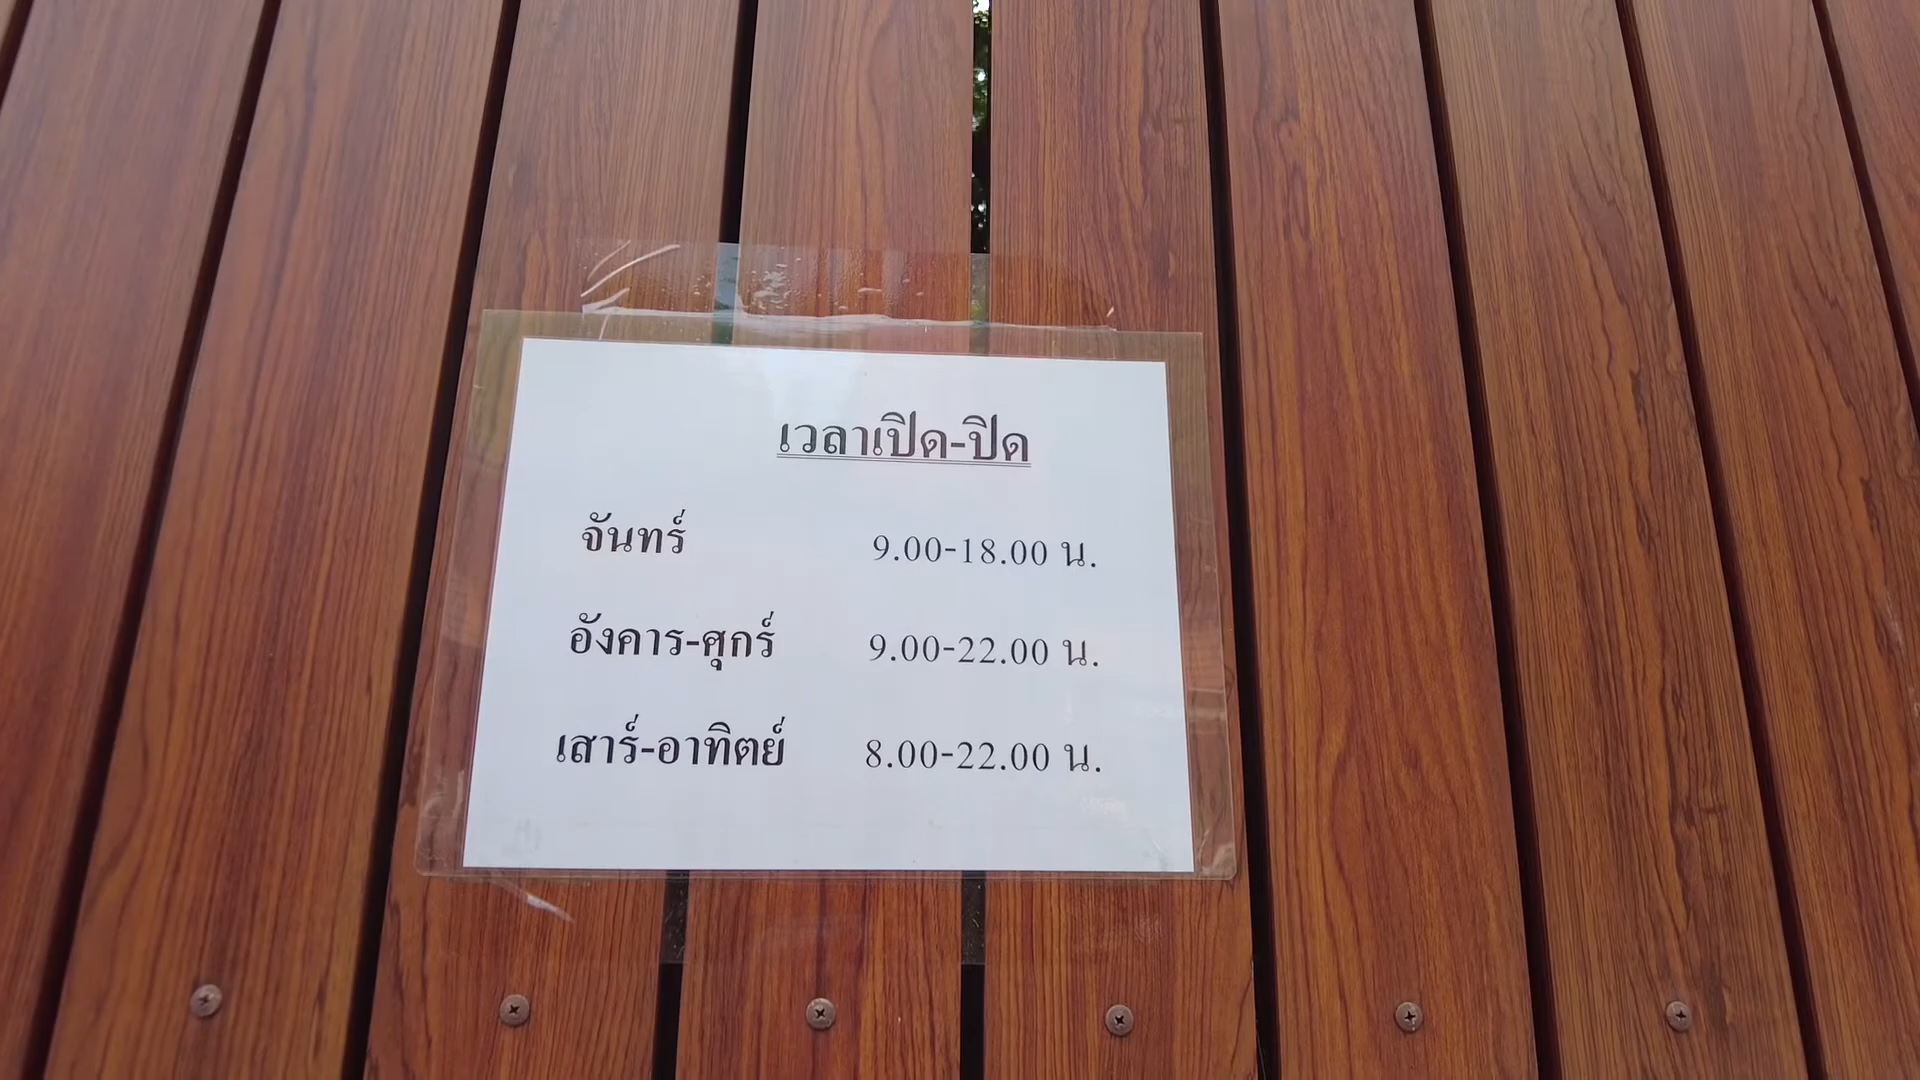 เวลาเปิด-ปิด
จันทร์ 9.00-18.00 น.
อังคาร-ศุกร์ 9.00-22.00 น.
เสาร์-อาทิตย์ 8.00-22.00 น.